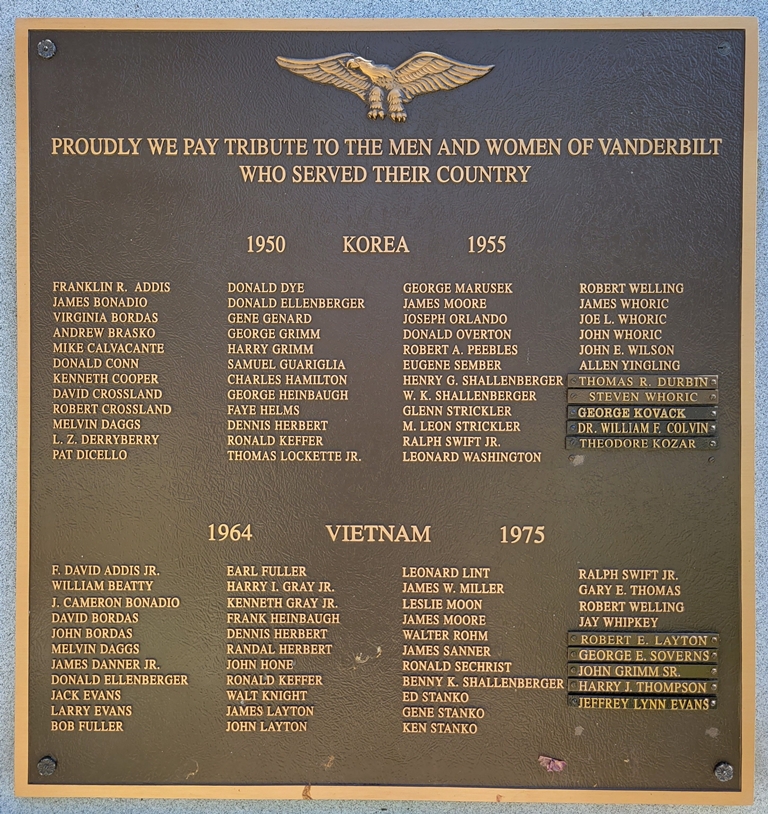 PROUDLY WE PAY TRIBUTE TO THE MEN AND WOMEN OF VANDERBILT
WHO SERVED THEIR COUNTRY
1950 KOREA 1955
FRANKLIN R. ADDIS
JAMES BONADIO
VIRGINIA BORDAS
ANDREW BRASKO
MIKE CALVACANTE
DONALD CONN
KENNETH COOPER
DAVID CROSSLAND
ROBERT CROSSLAND
MELVIN DAGGS
L. Z. DERRYBERRY
PAT DICELLO
DONALD DYE
DONALD ELLENBERGER
GENE GENARD
GEORGE GRIMM
HARRY GRIMM
SAMUEL GUARIGLIA
CHARLES HAMILTON
GEORGE HEINBAUGH
FAYE HELMS
DENNIS HERBERT
RONALD KEFFER
THOMAS LOCKETTE JR.
GEORGE MARUSEK
JAMES MOORE
JOSEPH ORLANDO
DONALD OVERTON
ROBERT A. PEEBLES
EUGENE SEMBER
HENRY G. SHALLENBERGER
W. K. SHALLENBERGER
GLENN STRICKLER
M. LEON STRICKLER
RALPH SWIFT JR.
LEONARD WASHINGTON
ROBERT WELLING
JAMES WHORIC
JOE L. WHORIC
JOHN WHORIC
JOHN E. WILSON
ALLEN YINGLING
THOMAS R. DURBIN
STEVEN WHORIC
GEORGE KOVACK
DR. WILLIAM F. COLVIN
THEODORE KOZAR
1964 VIETNAM 1975
F. DAVID ADDIS JR.
WILLIAM BEATTY
J. CAMERON BONADIO
DAVID BORDAS
JOHN BORDAS
MELVIN DAGGS
JAMES DANNER JR.
DONALD ELLENBERGER
JACK EVANS
LARRY EVANS
BOB FULLER
EARL FULLER
HARRY I. GRAY JR.
KENNETH GRAY JR.
FRANK HEINBAUGH
DENNIS HERBERT
RANDAL HERBERT
JOHN HONE
RONALD KEFFER
WALT KNIGHT
JAMES LAYTON
JOHN LAYTON
LEONARD LINT
JAMES W. MILLER
LESLIE MOON
JAMES MOORE
WALTER ROHM
JAMES SANNER
RONALD SECHRIST
BENNY K. SHALLENBERGER
ED STANKO
GENE STANKO
KEN STANKO
RALPH SWIFT JR.
GARY E. THOMAS
ROBERT WELLING
JAY WHIPKEY
ROBERT E. LAYTON
GEORGE E. SOVERNS
JOHN GRIMM SR.
HARRY J. THOMPSON
JEFFREY LYNN EVANS